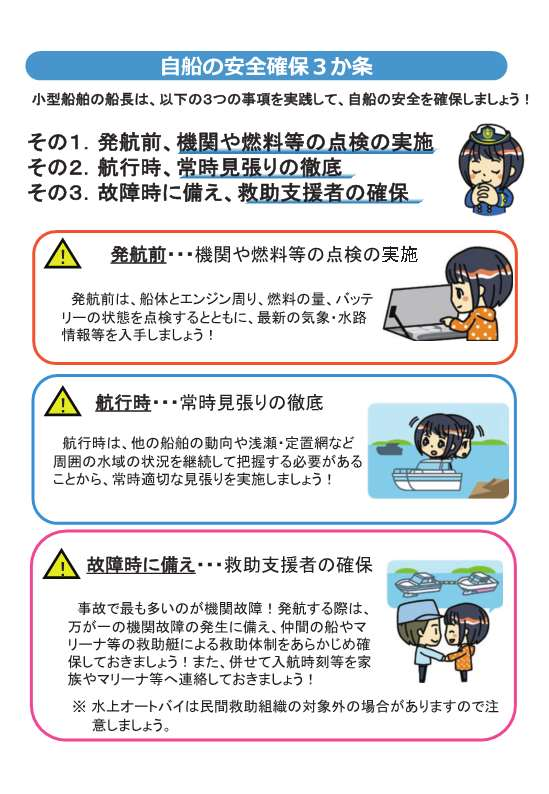 自船の安全確保３か条
小型船舶の船長は、以下の３つの事項を実践して、自船の安全を確保しましょう！
その１．発航前、機関や燃料等の点検の実施
その２．航行時、常時見張りの徹底
その３．故障時に備え、救助支援者の確保
!
発航前・・・機関や燃料等の点検の実施
発航前は、船体とエンジン周り、燃料の量、バッテ
リーの状態を点検するとともに、最新の気象・水路
情報等を入手しましょう！
!
航行時・・・常時見張りの徹底
航行時は、他の船舶の動向や浅瀬・定置網など
周囲の水域の状況を継続して把握する必要がある
ことから、常時適切な見張りを実施しましょう！
!
故障時に備え・・・救助支援者の確保
事故で最も多いのが機関故障！発航する際は、
万が一の機関故障の発生に備え、仲間の船やマ
リーナ等の救助艇による救助体制をあらかじめ確
保しておきましょう！また、併せて入航時刻等を家
族やマリーナ等へ連絡しておきましょう！
※ 水上オートバイは民間救助組織の対象外の場合がありますので注
意しましょう。